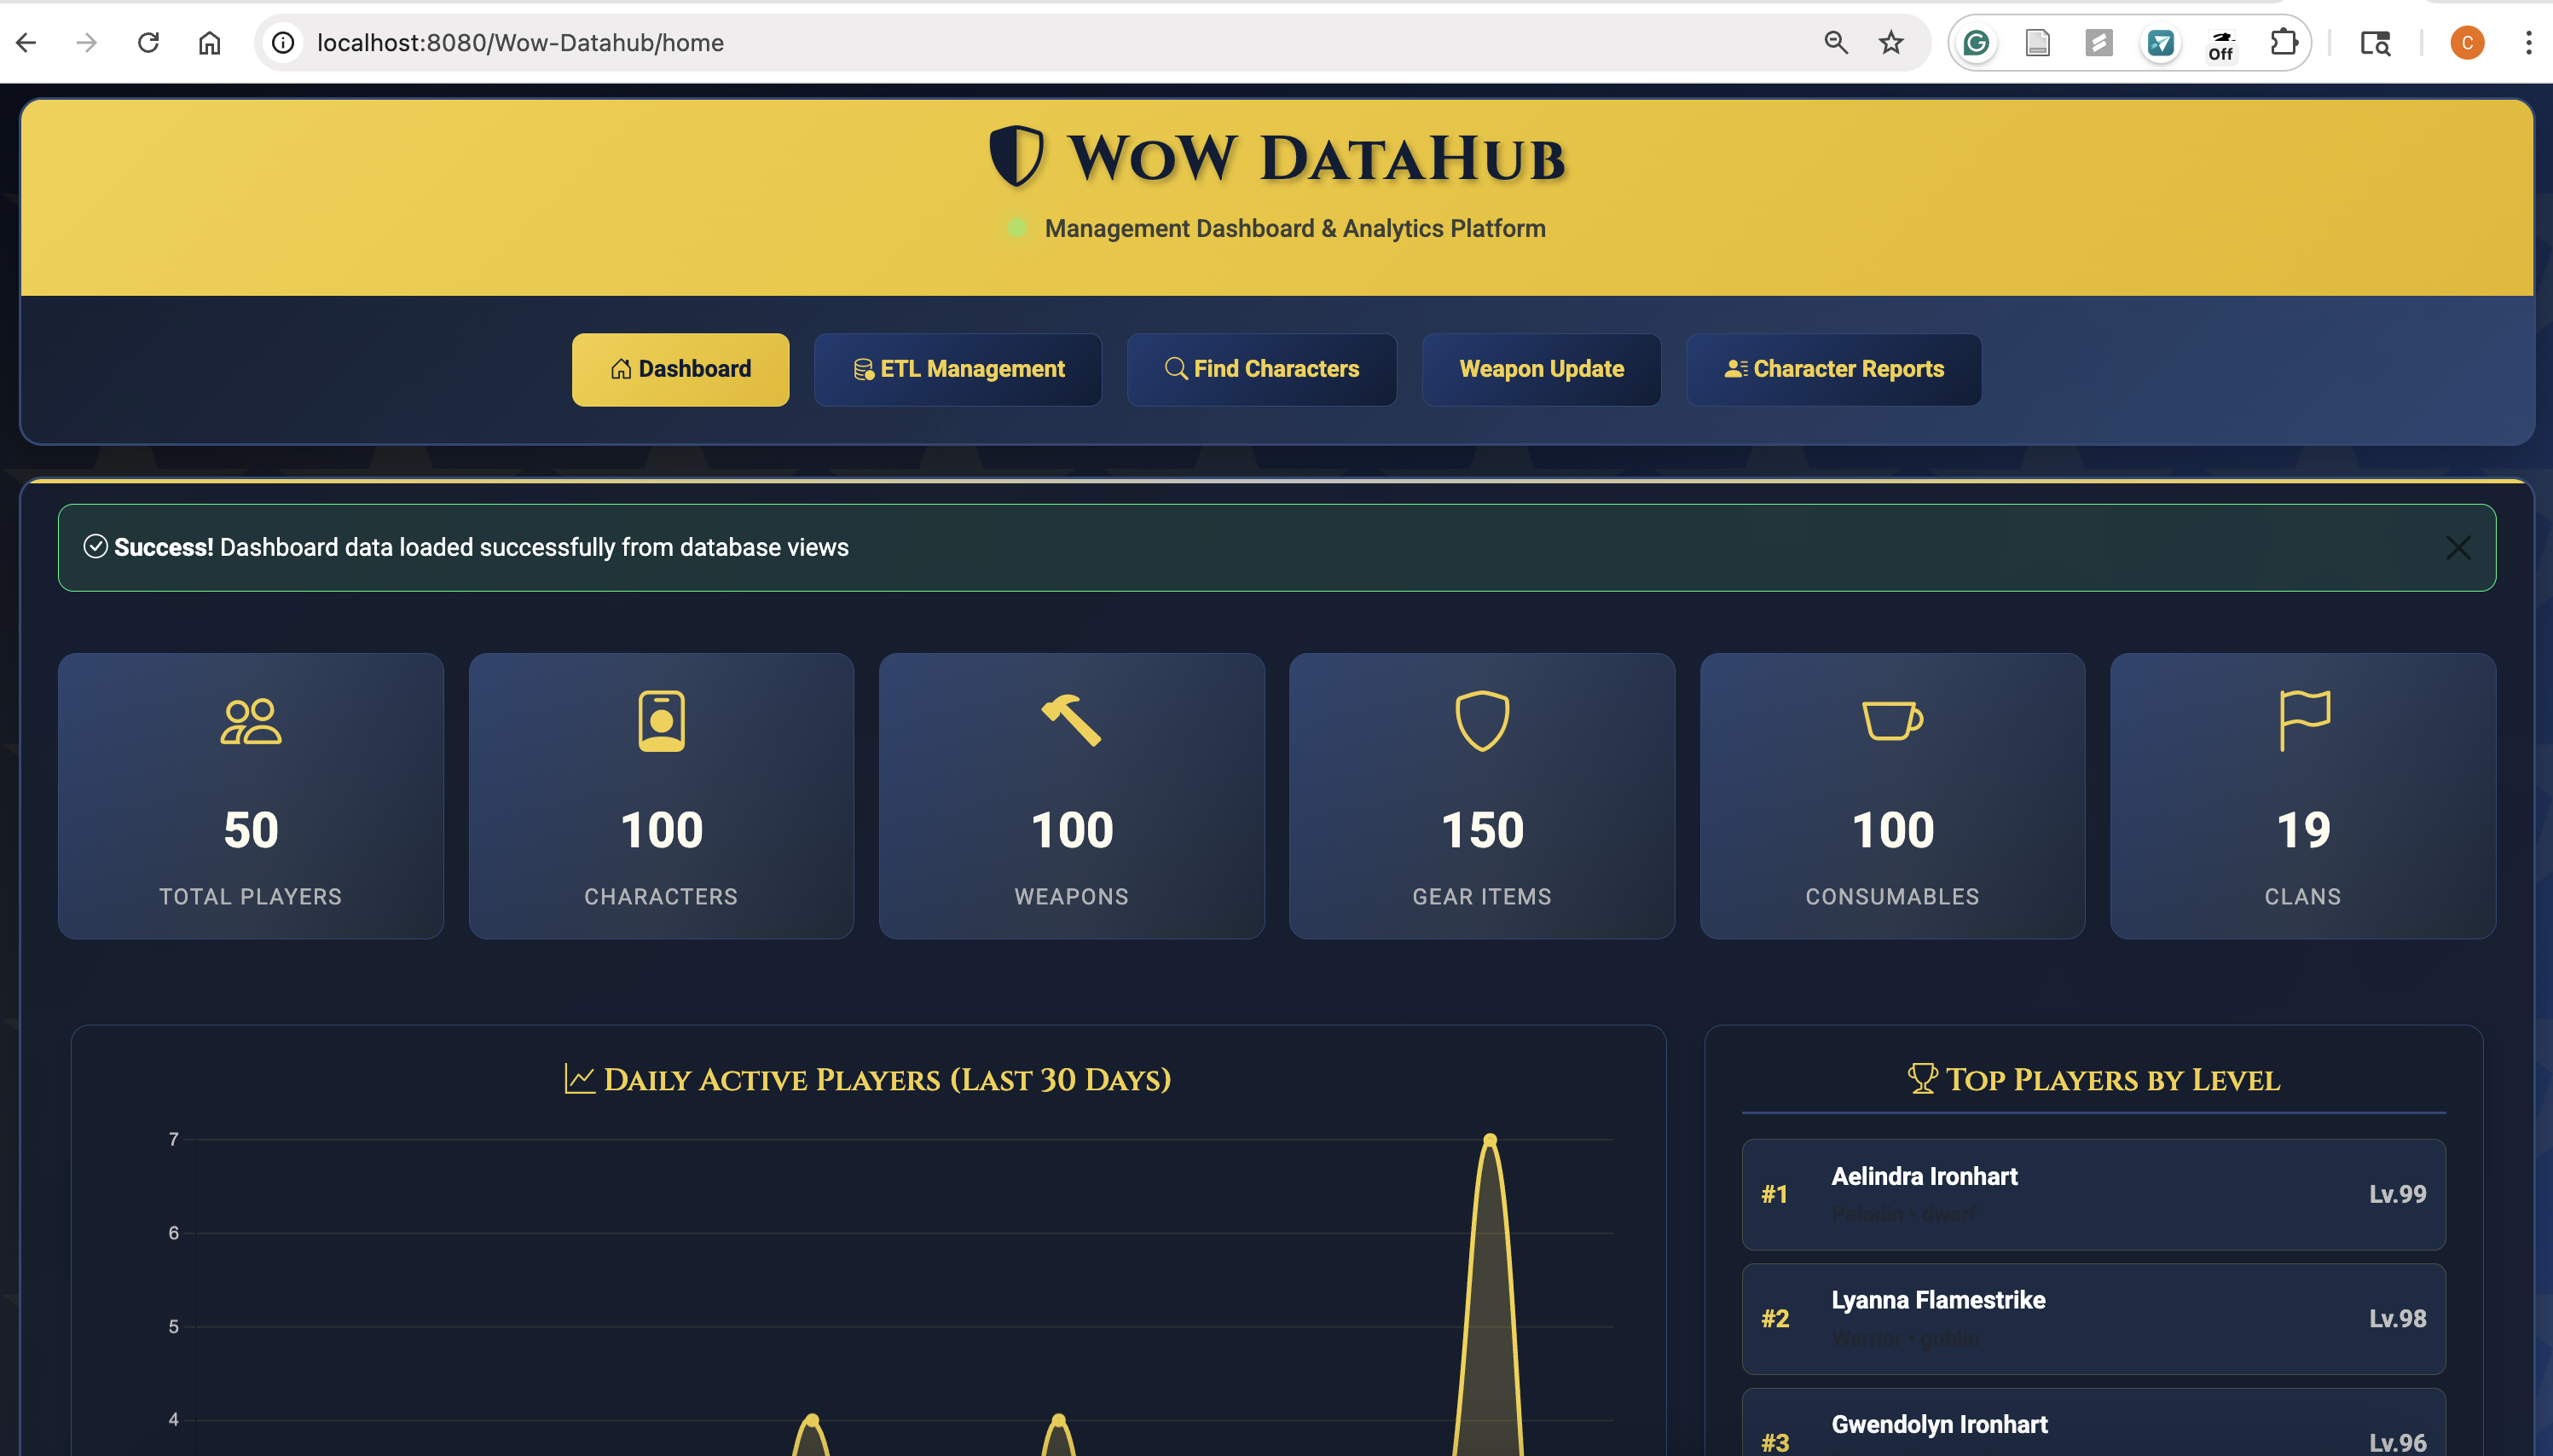 localhost:8080/Wow-Datahub/home
Off
C
WoW DataHub
Management Dashboard & Analytics Platform
Dashboard
ETL Management
Find Characters
Weapon Update
Character Reports
Success! Dashboard data loaded successfully from database views
50
TOTAL PLAYERS
100
CHARACTERS
100
WEAPONS
150
GEAR ITEMS
100
CONSUMABLES
19
CLANS
Daily Active Players (Last 30 Days)
7
6
5
4
Top Players by Level
#1
Aelindra Ironhart
Paladin • dwarf
Lv.99
#2
Lyanna Flamestrike
Warrior • goblin
Lv.98
#3
Gwendolyn Ironhart
Lv.96